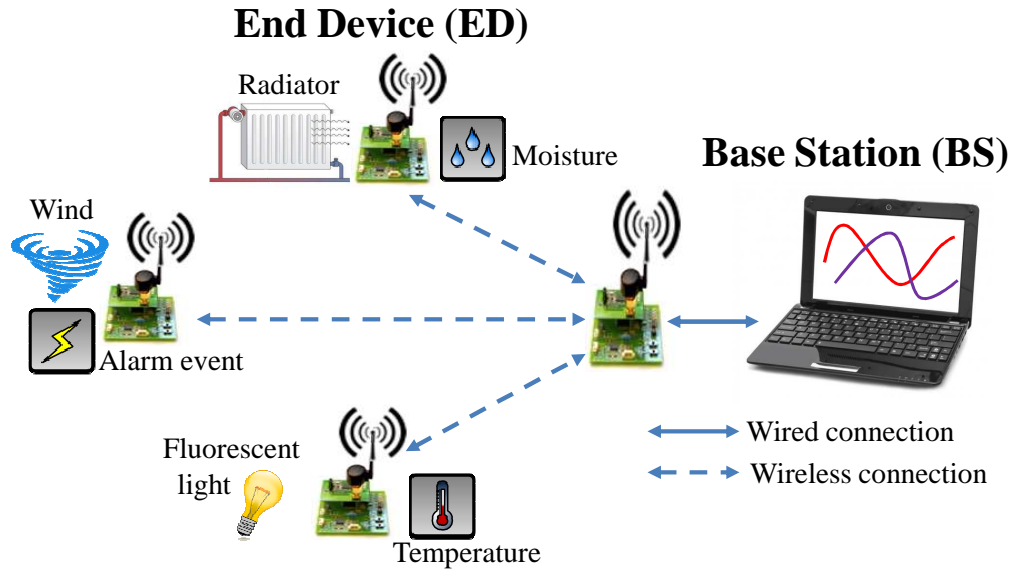 End Device (ED)
Radiator
Moisture
Base Station (BS)
Wind
Alarm event
Fluorescent
light
Temperature
Wired connection
Wireless connection